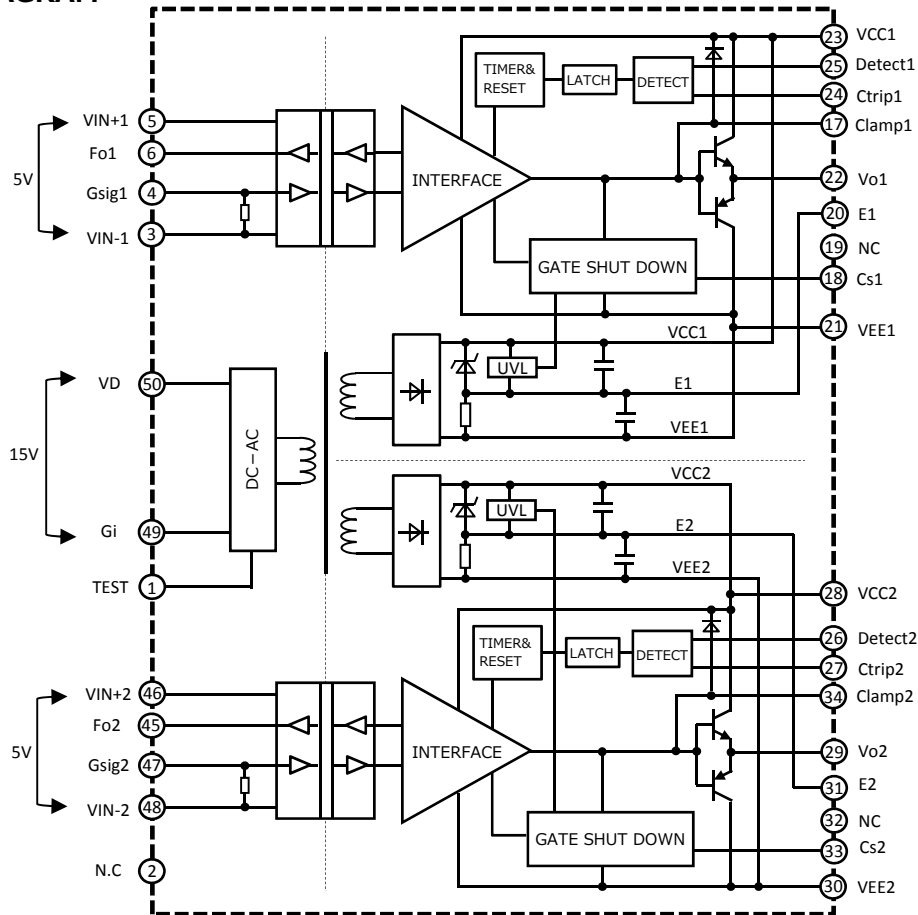 VCC1
23
TIMER&
RESET
LATCH
DETECT
25
Detect1
24
Ctrip1
VIN+1
5
17
Clamp1
Fo1
6
5V
INTERFACE
22
Vo1
Gsig1
4
20
E1
VIN-1
3
19
NC
GATE SHUT DOWN
18
Cs1
VCC1
21
VEE1
UVL
VD
50
E1
15V
DC-AC
VEE1
VCC2
UVL
Gi
49
E2
VEE2
TEST
1
28
VCC2
TIMER&
RESET
LATCH
DETECT
26
Detect2
27
Ctrip2
VIN+2
46
34
Clamp2
Fo2
45
5V
INTERFACE
29
Vo2
Gsig2
47
31
E2
VIN-2
48
32
NC
GATE SHUT DOWN
33
Cs2
N.C
2
30
VEE2